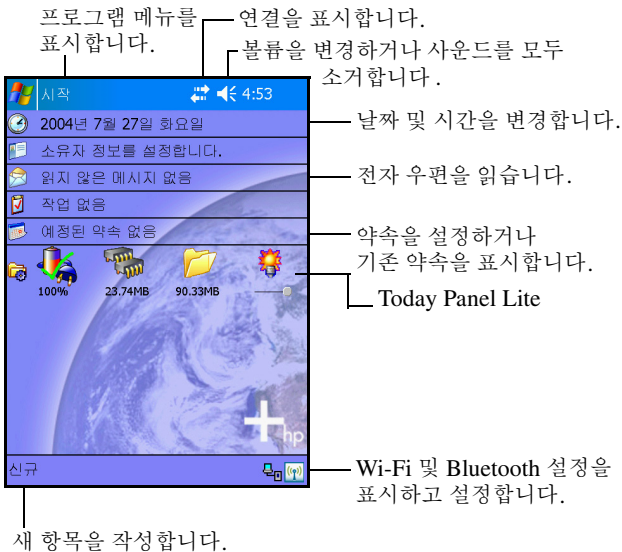 프로그램 메뉴를
표시합니다.
연결을 표시합니다.
볼륨을 변경하거나 사운드를 모두
소거합니다.
시작 4:53
2004년 7월 27일 화요일
날짜 및 시간을 변경합니다.
소유자 정보를 설정합니다.
읽지 않은 메시지 없음
전자 우편을 읽습니다.
작업 없음
예정된 약속 없음
약속을 설정하거나
기존 약속을 표시합니다.
100% 23.74MB 90.33MB
Today Panel Lite
hp
신규
Wi-Fi 및 Bluetooth 설정을
표시하고 설정합니다.
새 항목을 작성합니다.